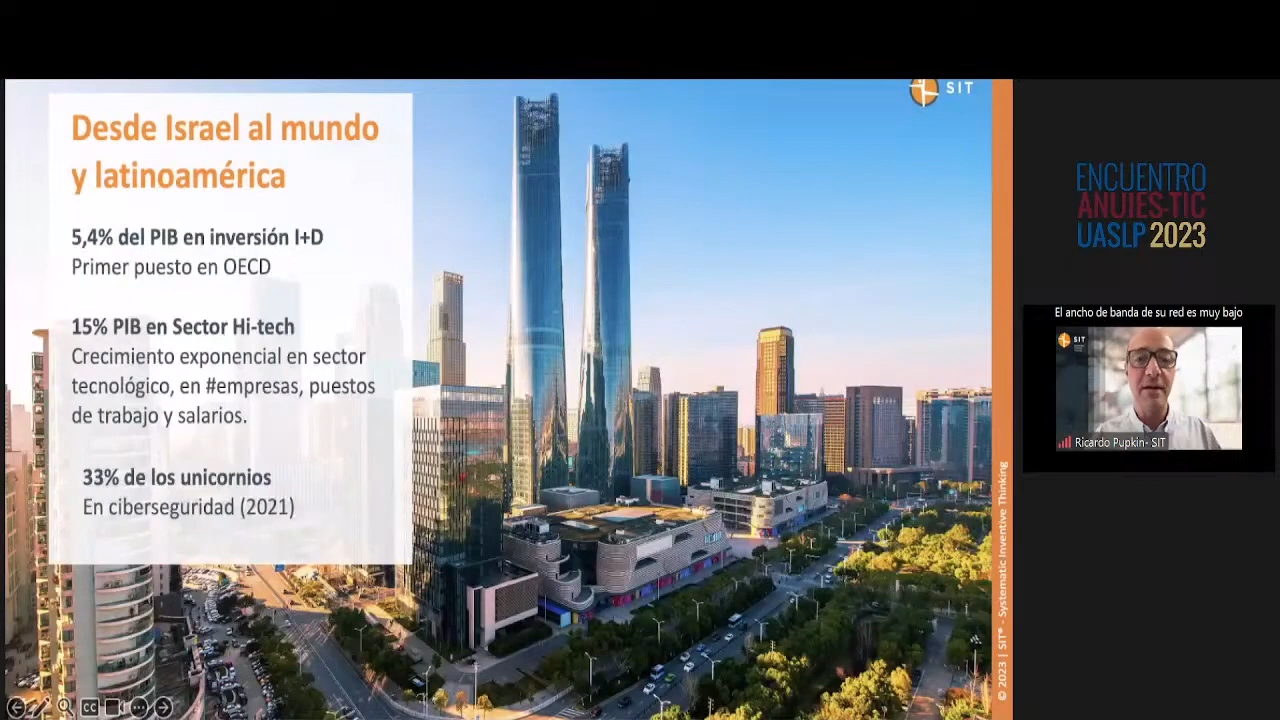 SIT
Desde Israel al mundo
y latinoamérica
5,4% del PIB en inversión I+D
Primer puesto en OECD
15% PIB en Sector Hi-tech
Crecimiento exponencial en sector
tecnológico, en #empresas, puestos
de trabajo y salarios.
33% de los unicornios
En ciberseguridad (2021)
© 2023 | SIT® - Systematic Inventive Thinking
CC
ENCUENTRO
ANUIES-TIC
UASLP 2023
El ancho de banda de su red es muy bajo
SIT
Ricardo Pupkin- SIT